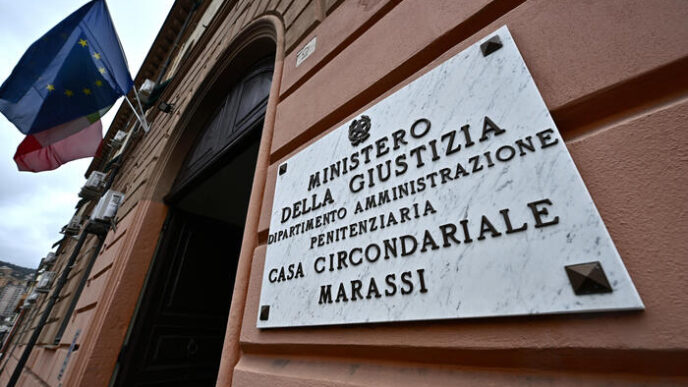 MINISTERO
DELLA GIUSTIZIA
DIPARTIMENTO AMMINISTRAZIONE
PENITENZIARIA
CASA CIRCONDARIALE
MARASSI